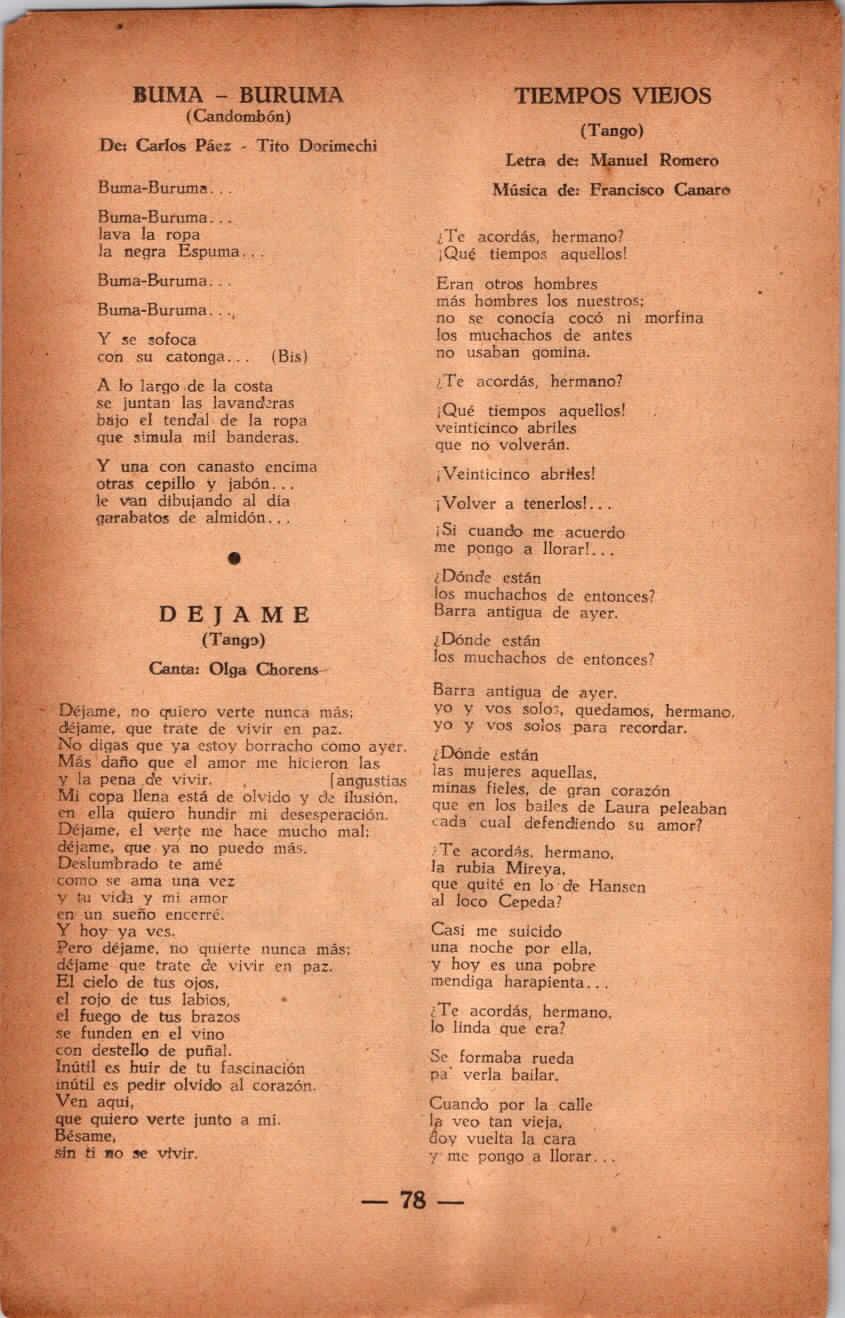 BUMA – BURUMA
(Candombón)
De: Carlos Páez - Tito Dorimechi
Buma-Buruma...
Buma-Buruma...
lava la ropa
la negra Espuma...
Buma-Buruma...
Buma-Buruma...,
Y se sofoca
con su catonga... (Bis)
A lo largo de la costa
se juntan las lavanderas
bajo el tendal de la ropa
que simula mil banderas.
Y una con canasto encima
otras cepillo y jabón...
le van dibujando al día
garabatos de almidón...
DEJAME
(Tango)
Canta: Olga Chorens
Déjame, no quiero verte nunca más;
déjame, que trate de vivir en paz.
No digas que ya estoy borracho como ayer.
Más daño que el amor me hicieron las
y la pena de vivir. [angustias
Mi copa llena está de olvido y de ilusión,
en ella quiero hundir mi desesperación.
Déjame, el verte me hace mucho mal;
déjame, que ya no puedo más.
Deslumbrado te amé
como se ama una vez
y tu vida y mi amor
en un sueño encerré.
Y hoy ya ves.
Pero déjame, no quierte nunca más;
déjame que trate de vivir en paz.
El cielo de tus ojos,
el rojo de tus labios,
el fuego de tus brazos
se funden en el vino
con destello de puñal.
Inútil es huir de tu fascinación
inútil es pedir olvido al corazón.
Ven aquí,
que quiero verte junto a mí.
Bésame,
sin ti no se vivir.
TIEMPOS VIEJOS
(Tango)
Letra de: Manuel Romero
Música de: Francisco Canaro
¿Te acordás, hermano?
¡Qué tiempos aquellos!
Eran otros hombres
más hombres los nuestros;
no se conocía cocó ni morfina
los muchachos de antes
no usaban gomina.
¿Te acordás, hermano?
¡Qué tiempos aquellos!
veinticinco abriles
que no volverán.
¡Veinticinco abriles!
¡Volver a tenerlos!...
¡Si cuando me acuerdo
me pongo a llorar!...
¿Dónde están
los muchachos de entonces?
Barra antigua de ayer.
¿Dónde están
los muchachos de entonces?
Barra antigua de ayer.
yo y vos solos, quedamos, hermano,
yo y vos solos para recordar.
¿Dónde están
las mujeres aquellas,
minas fieles, de gran corazón
que en los bailes de Laura peleaban
cada cual defendiendo su amor?
¿Te acordás, hermano,
la rubia Mireya,
que quité en lo de Hansen
al loco Cepeda?
Casi me suicido
una noche por ella,
y hoy es una pobre
mendiga harapienta...
¿Te acordás, hermano,
lo linda que era?
Se formaba rueda
pa' verla bailar.
Cuando por la calle
la veo tan vieja,
doy vuelta la cara
y me pongo a llorar...
— 78 —